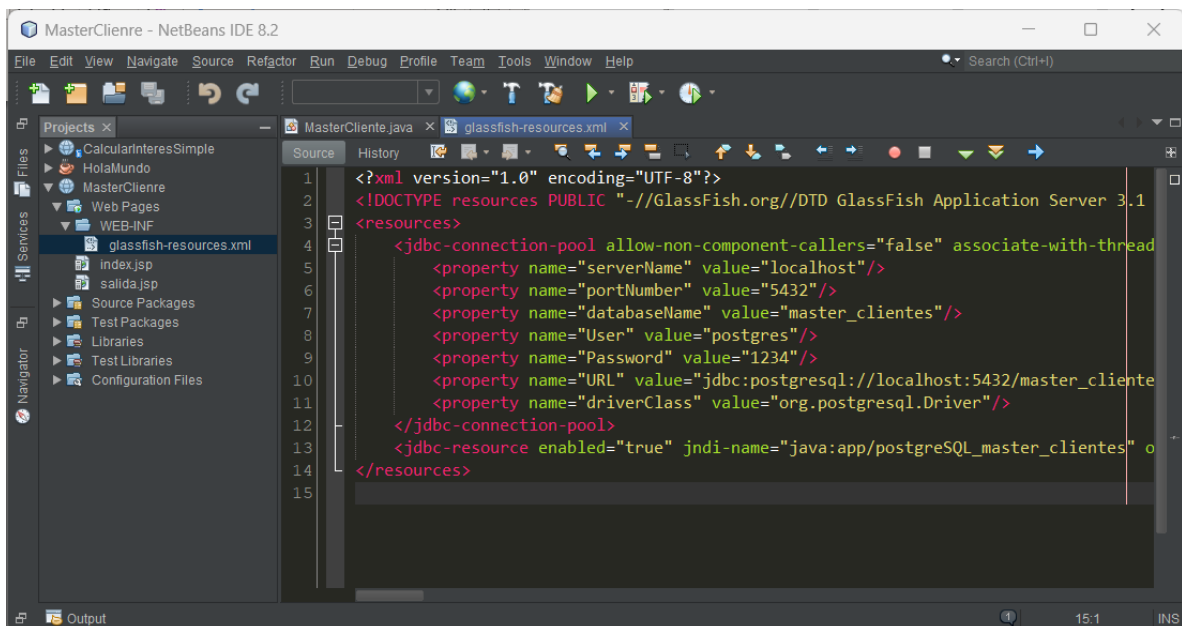 MasterClienre - NetBeans IDE 8.2
File Edit View Navigate Source Refactor Run Debug Profile Team Tools Window Help
Search (Ctrl+I)
Projects
MasterCliente.java
glassfish-resources.xml
Files
Services
Navigator
CalcularInteresSimple
HolaMundo
MasterClienre
Web Pages
WEB-INF
glassfish-resources.xml
index.jsp
salida.jsp
Source Packages
Test Packages
Libraries
Test Libraries
Configuration Files
Source History
1 <?xml version="1.0" encoding="UTF-8"?>
2 <!DOCTYPE resources PUBLIC "-//GlassFish.org//DTD GlassFish Application Server 3.1
3 <resources>
4 <jdbc-connection-pool allow-non-component-callers="false" associate-with-thread
5 <property name="serverName" value="localhost"/>
6 <property name="portNumber" value="5432"/>
7 <property name="databaseName" value="master_clientes"/>
8 <property name="User" value="postgres"/>
9 <property name="Password" value="1234"/>
10 <property name="URL" value="jdbc:postgresql://localhost:5432/master_cliente
11 <property name="driverClass" value="org.postgresql.Driver"/>
12 </jdbc-connection-pool>
13 <jdbc-resource enabled="true" jndi-name="java:app/postgreSQL_master_clientes" o
14 </resources>
15
Output
1
15:1
INS